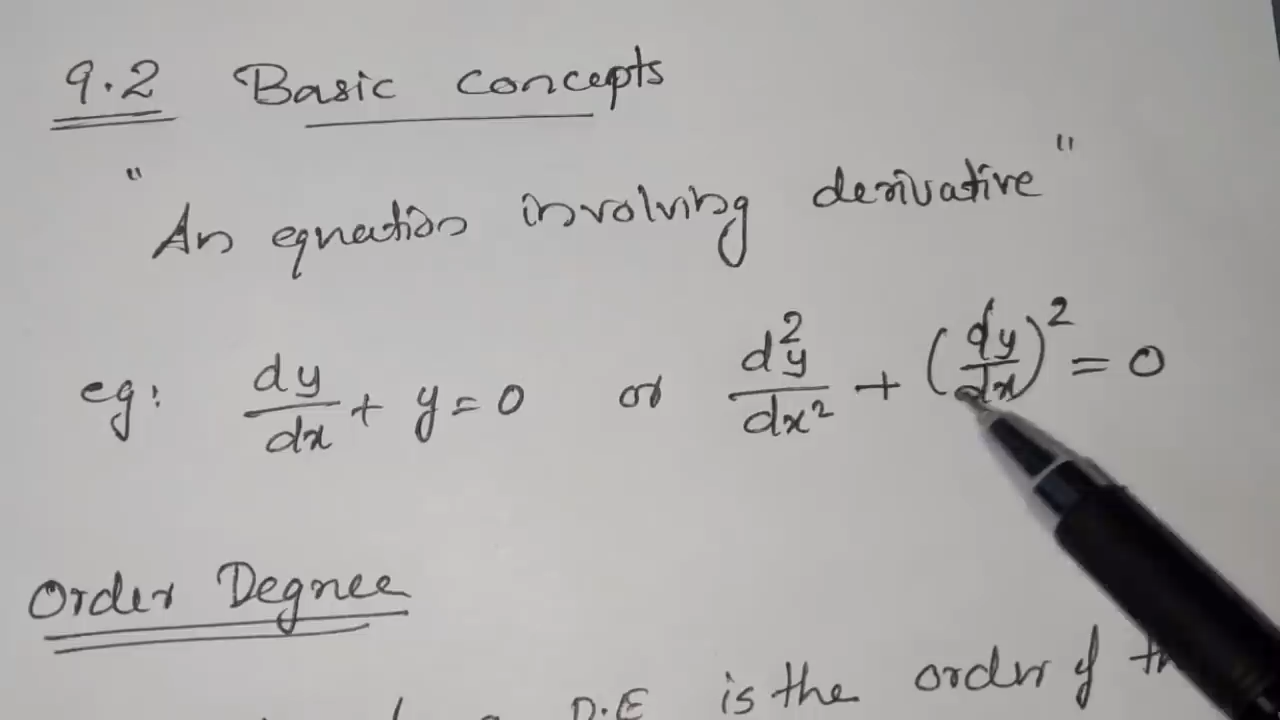 9.2 Basic concepts
"An equation involving derivative"
eg: dy/dx + y = 0 or d²y/dx² + (dy/dx)² = 0
Order Degree
D.E is the order of